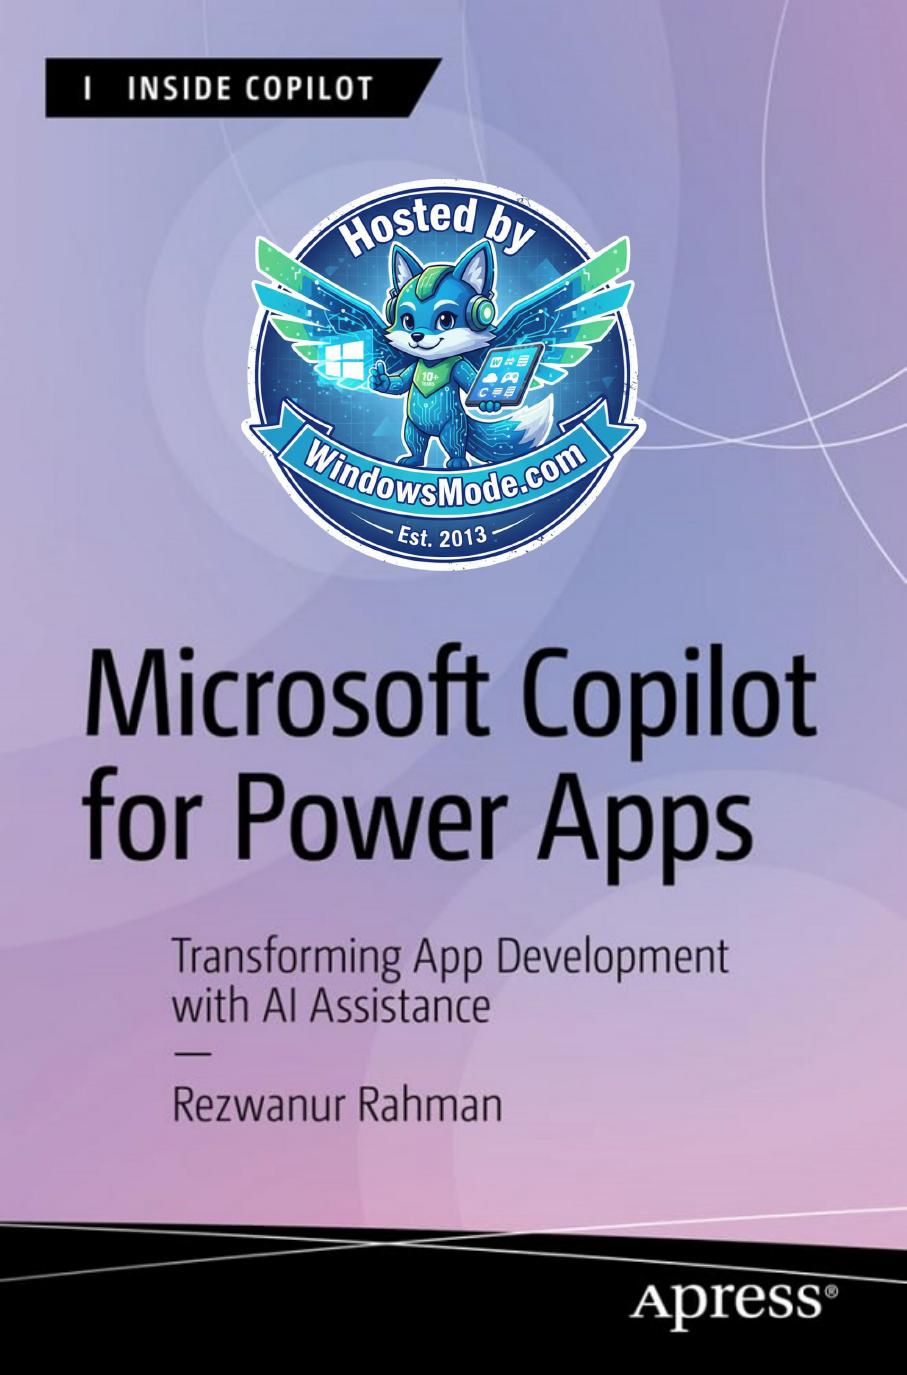 I INSIDE COPILOT
Hosted by
10+
W
C
WindowsMode.com
Est. 2013
Microsoft Copilot
for Power Apps
Transforming App Development
with AI Assistance
—
Rezwanur Rahman
Apress®